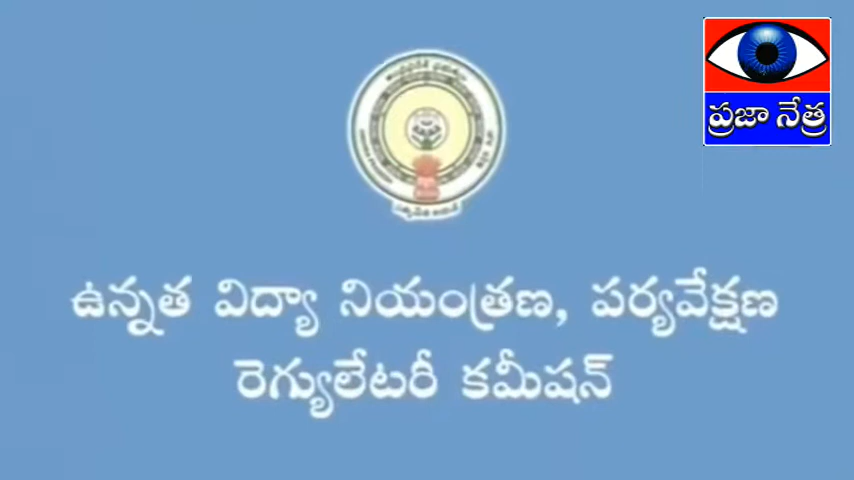 ప్రజా నేత్ర
ఉన్నత విద్యా నియంత్రణ, పర్యవేక్షణ
రెగ్యులేటరీ కమీషన్